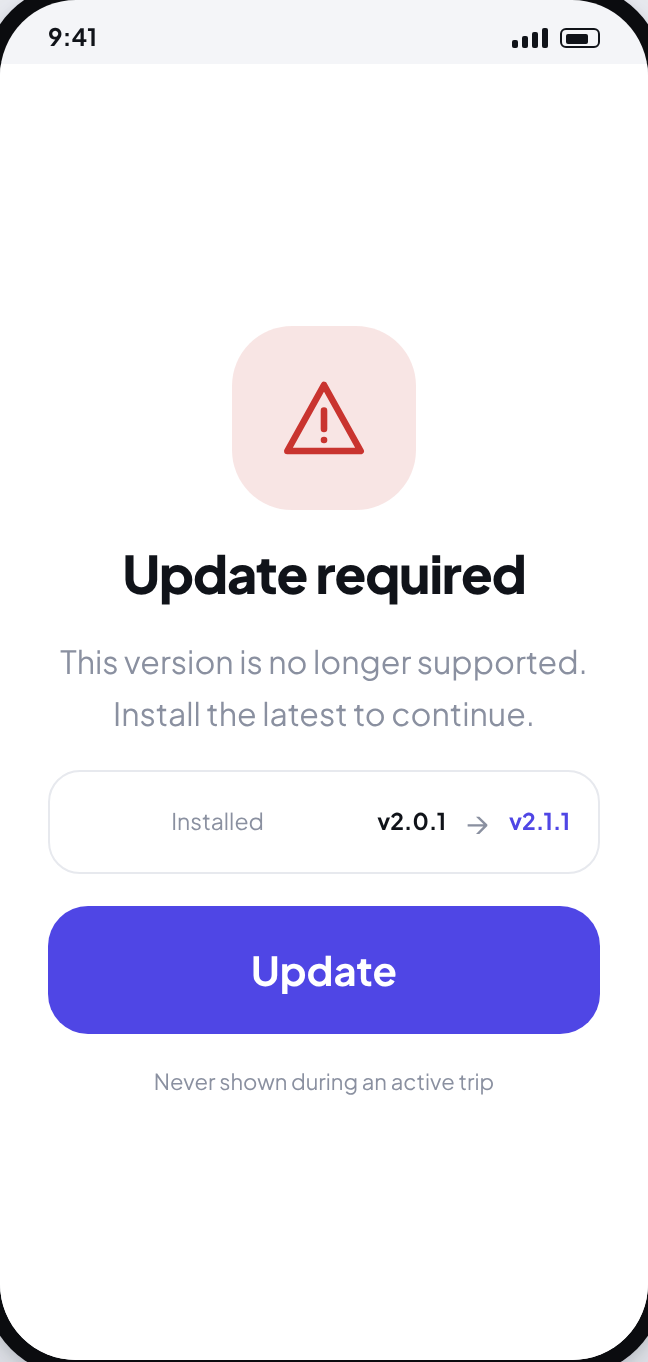 9:41
Update required
This version is no longer supported.
Install the latest to continue.
Installed v2.0.1 → v2.1.1
Update
Never shown during an active trip